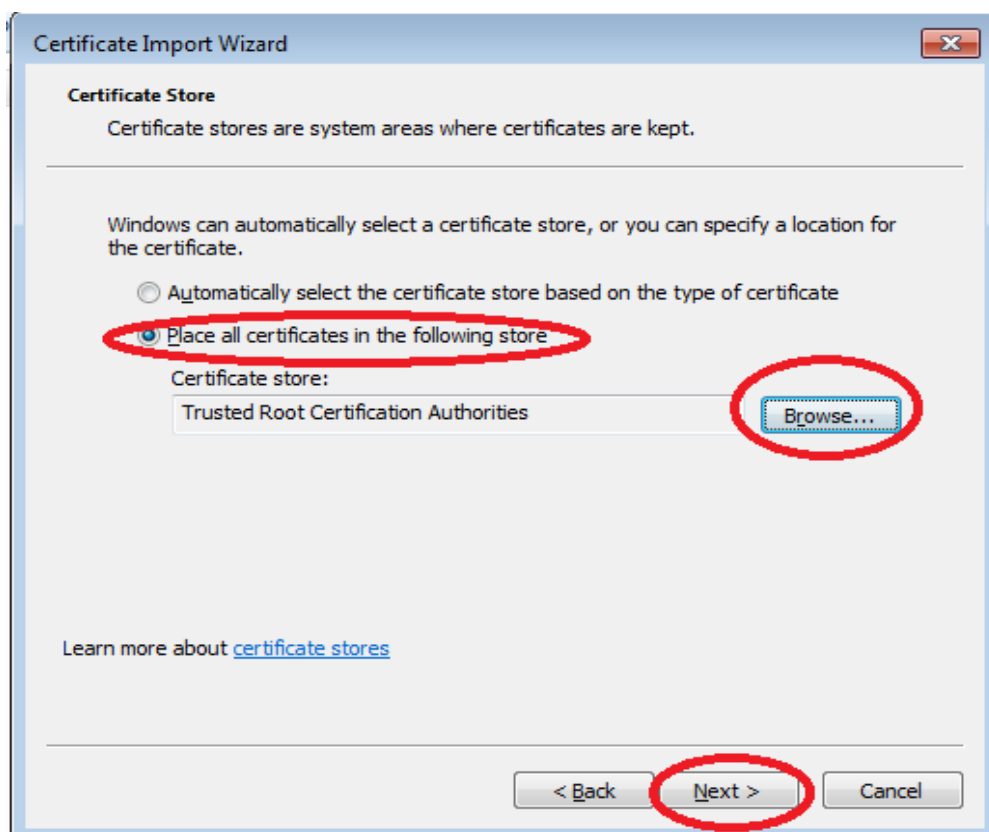 Certificate Import Wizard
Certificate Store
Certificate stores are system areas where certificates are kept.
Windows can automatically select a certificate store, or you can specify a location for
the certificate.
Automatically select the certificate store based on the type of certificate
Place all certificates in the following store
Certificate store:
Trusted Root Certification Authorities
Browse...
Learn more about certificate stores
< Back
Next >
Cancel